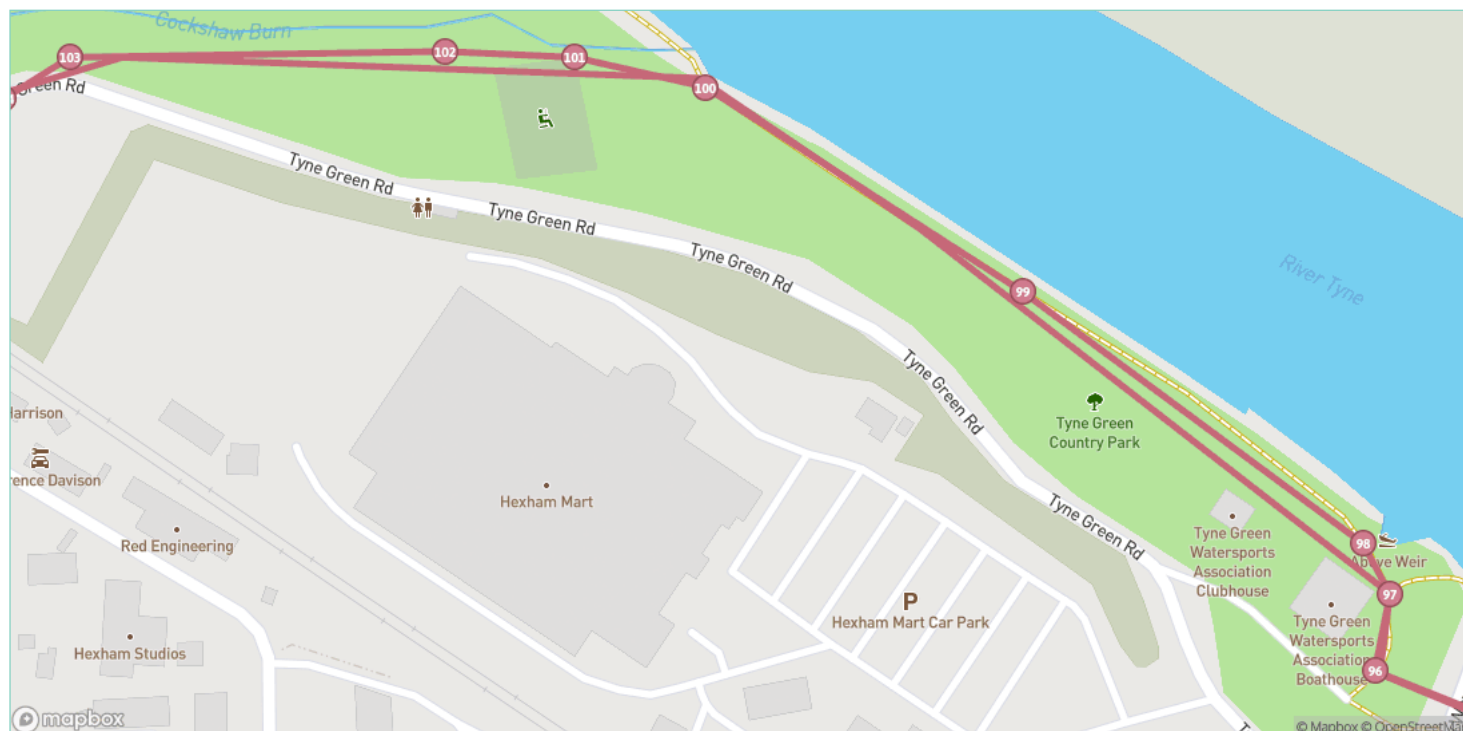 Cockshaw Burn
103
102
101
100
Green Rd
Tyne Green Rd
Tyne Green Rd
Tyne Green Rd
River Tyne
99
Tyne Green Rd
Tyne Green
Country Park
Harrison
rence Davison
Hexham Mart
Red Engineering
Tyne Green Rd
Tyne Green
Watersports
Association
Clubhouse
98
Above Weir
97
P
Hexham Mart Car Park
Tyne Green
Watersports
Association
Boathouse
96
Hexham Studios
mapbox
© Mapbox © OpenStreetMa